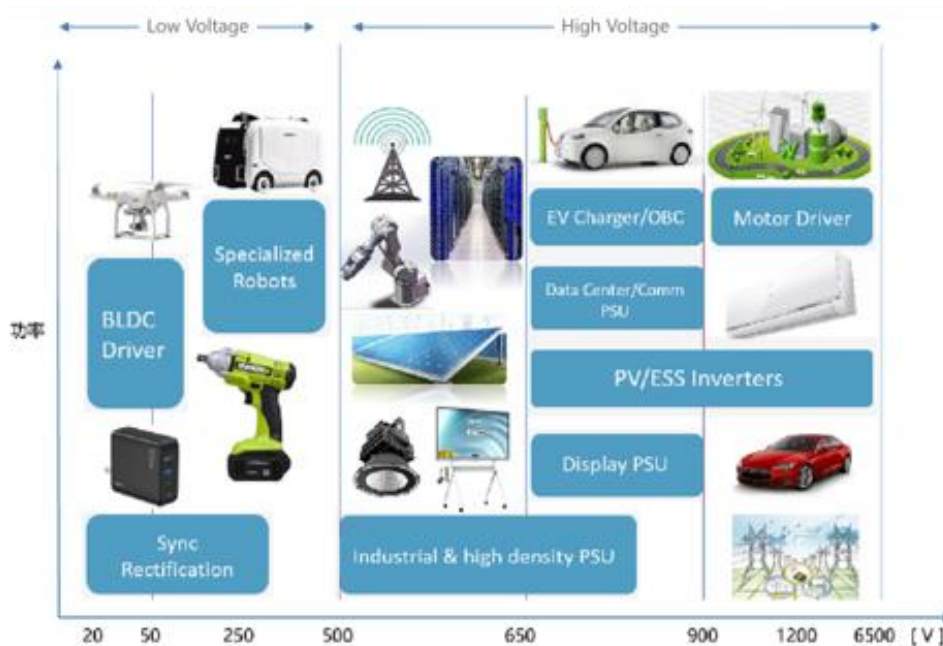 Low Voltage
High Voltage
功率
BLDC
Driver
Specialized
Robots
EV Charger/OBC
Motor Driver
Data Center/Comm
PSU
PV/ESS Inverters
Display PSU
Sync
Rectification
Industrial & high density PSU
20 50 250 500 650 900 1200 6500 [ V ]